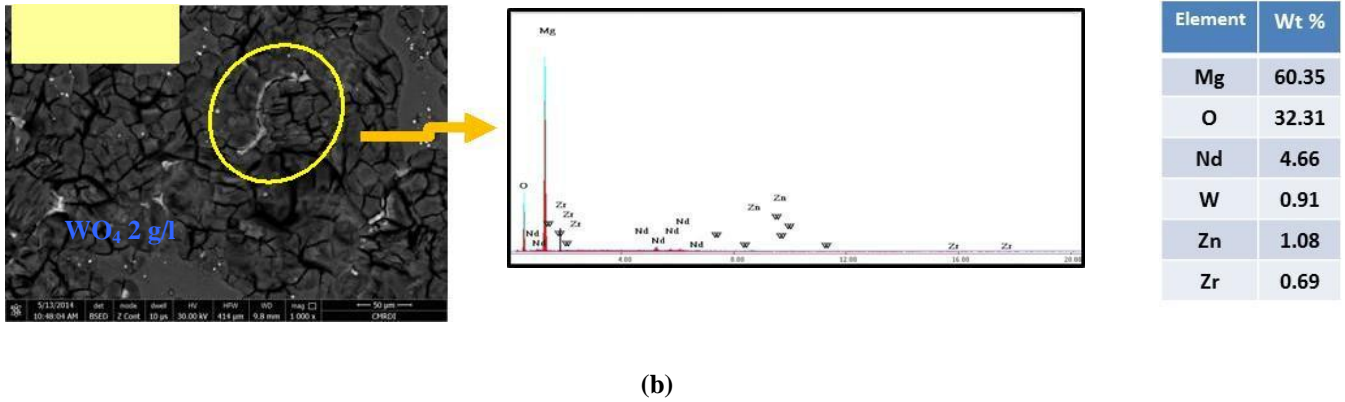 WO₄ 2 g/l
5/13/2014 det mode dwell HV HFW WD mag □ 50 µm
10:48:04 AM BSED Z Cont 10 µs 30.00 kV 414 µm 9.8 mm 1 000 x CMRDI
Mg
O
Zr
Zr
Zr
Nd
Nd
W
W
W
Nd
Nd
Nd
Nd
Nd
W
W
Zn
Zn
W
W
W
W
Zr
Zr
4.00 8.00 12.00 16.00 20.00
Element Wt %
Mg 60.35
O 32.31
Nd 4.66
W 0.91
Zn 1.08
Zr 0.69
(b)